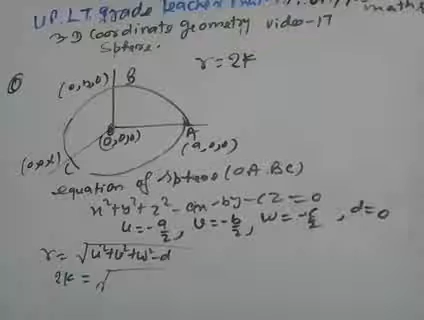 UP. LT. grade Teacher
maths
3-D Coordinate geometry video-17
Sphere.
r=2k
(0,b,0)
B
(0,0,0)
A
(a,0,0)
(0,0,c)
C
equation of sphere (OABC)
x²+y²+z²-ax-by-cz=0
u=-a/2, v=-b/2, w=-c/2, d=0
r=√u²+v²+w²-d
2k=√